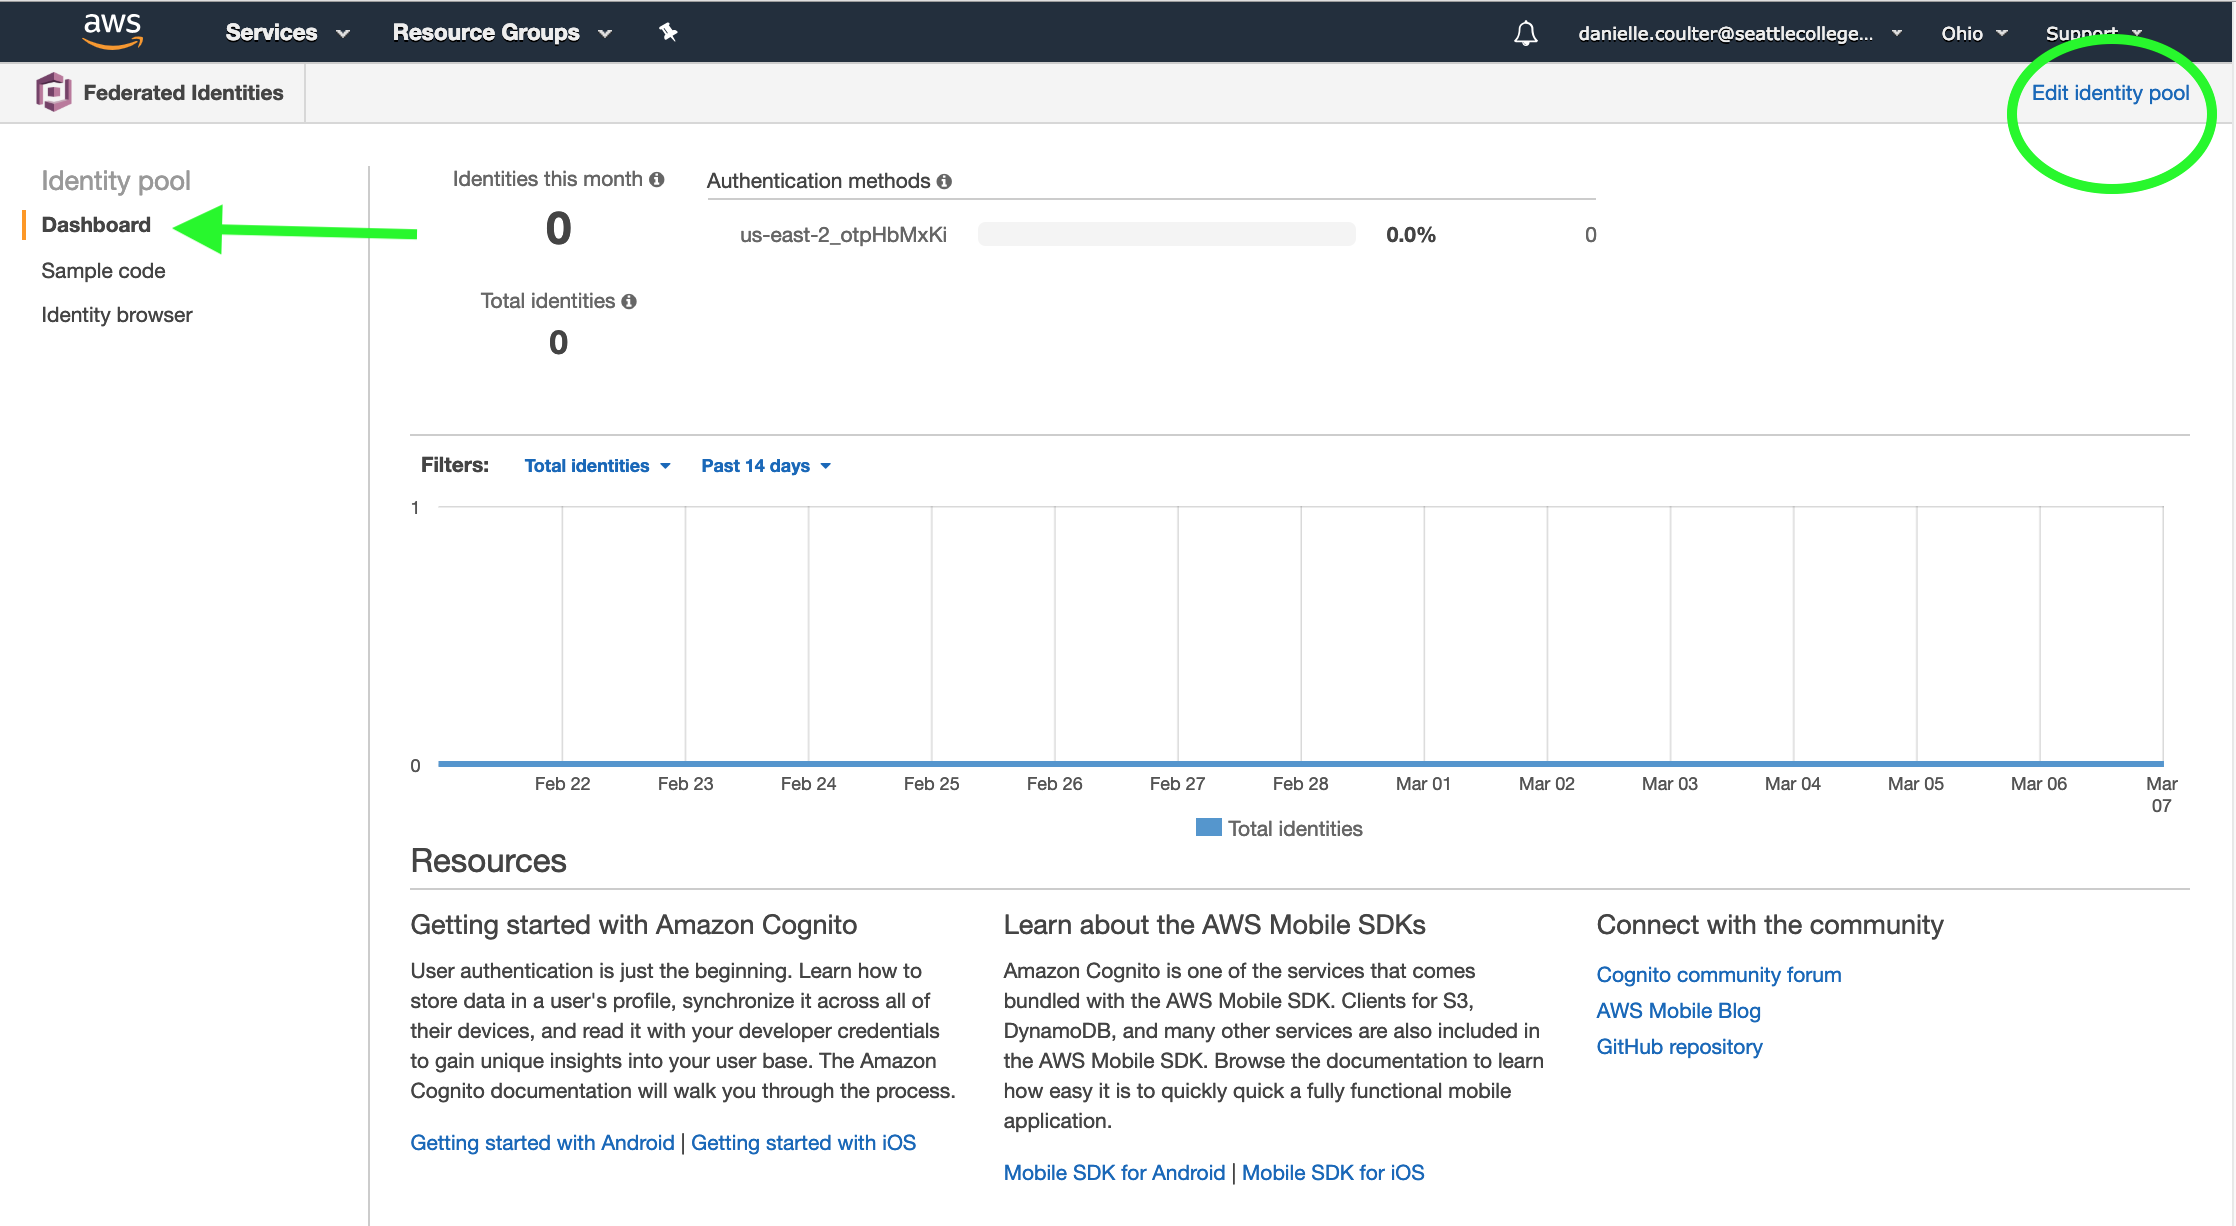 aws
Services
Resource Groups
danielle.coulter@seattlecollege...
Ohio
Support
Federated Identities
Edit identity pool
Identity pool
Dashboard
Sample code
Identity browser
Identities this month
0
Total identities
0
Authentication methods
us-east-2_otpHbMxKi 0.0% 0
Filters: Total identities Past 14 days
1
0
Feb 22 Feb 23 Feb 24 Feb 25 Feb 26 Feb 27 Feb 28 Mar 01 Mar 02 Mar 03 Mar 04 Mar 05 Mar 06 Mar
07
Total identities
Resources
Getting started with Amazon Cognito
User authentication is just the beginning. Learn how to
store data in a user's profile, synchronize it across all of
their devices, and read it with your developer credentials
to gain unique insights into your user base. The Amazon
Cognito documentation will walk you through the process.
Getting started with Android | Getting started with iOS
Learn about the AWS Mobile SDKs
Amazon Cognito is one of the services that comes
bundled with the AWS Mobile SDK. Clients for S3,
DynamoDB, and many other services are also included in
the AWS Mobile SDK. Browse the documentation to learn
how easy it is to quickly quick a fully functional mobile
application.
Mobile SDK for Android | Mobile SDK for iOS
Connect with the community
Cognito community forum
AWS Mobile Blog
GitHub repository